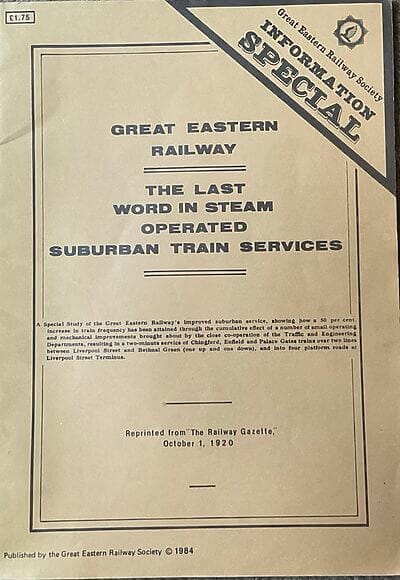 £1.75
Great Eastern Railway Society
INFORMATION
SPECIAL
GREAT EASTERN
RAILWAY
THE LAST
WORD IN STEAM
OPERATED
SUBURBAN TRAIN SERVICES
A Special Study of the Great Eastern Railway's improved suburban service, showing how a 50 per cent.
increase in train frequency has been attained through the cumulative effect of a number of small operating
and mechanical improvements brought about by the close co-operation of the Traffic and Engineering
Departments, resulting in a two-minute service of Chingford, Enfield and Palace Gates trains over two lines
between Liverpool Street and Bethnal Green (one up and one down), and into four platform roads at
Liverpool Street Terminus.
Reprinted from "The Railway Gazette,"
October 1, 1920
Published by the Great Eastern Railway Society © 1984